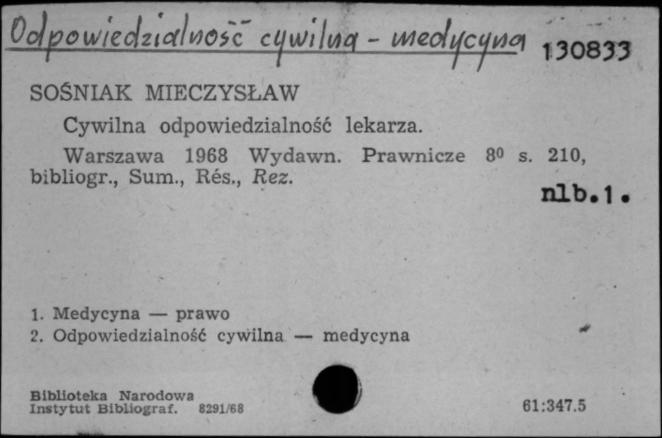 Odpowiedzialność cywilna - medycyna
130833
SOŚNIAK MIECZYSŁAW
Cywilna odpowiedzialność lekarza.
Warszawa 1968 Wydawn. Prawnicze 8⁰ s. 210,
bibliogr., Sum., Rés., Rez.
nlb.1.
1. Medycyna — prawo
2. Odpowiedzialność cywilna — medycyna
Biblioteka Narodowa
Instytut Bibliograf. 8291/68
61:347.5